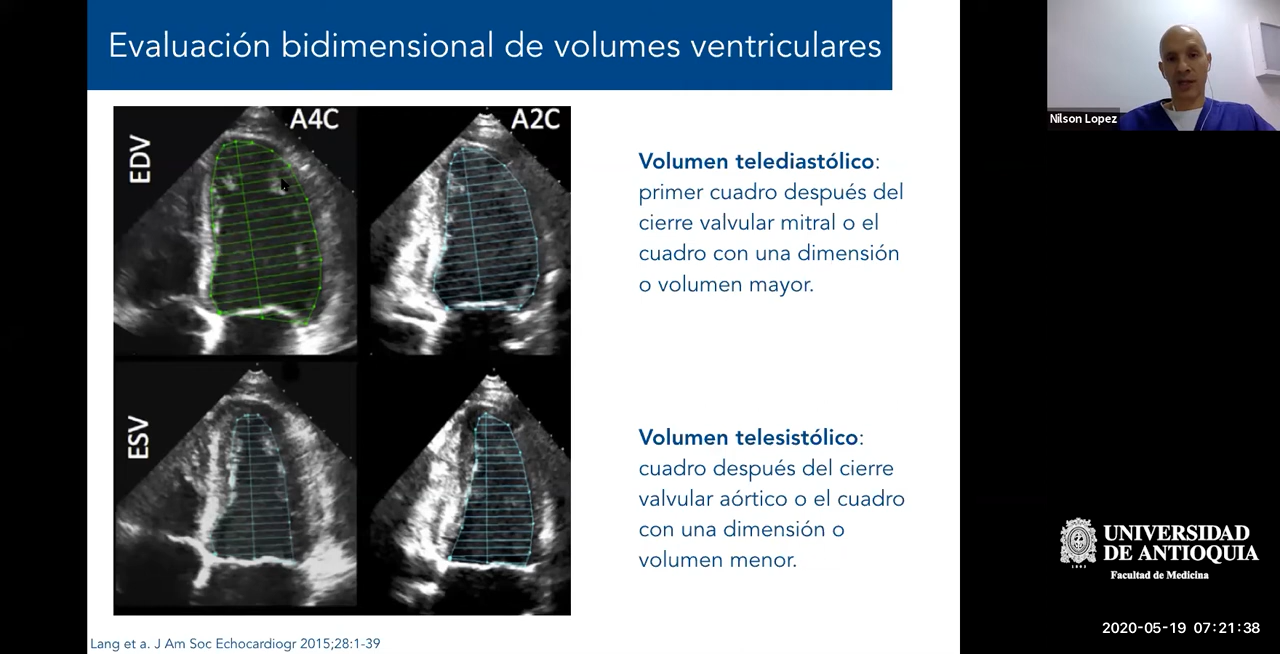 Evaluación bidimensional de volumes ventriculares
A4C
A2C
EDV
ESV
Volumen telediastólico:
primer cuadro después del
cierre valvular mitral o el
cuadro con una dimensión
o volumen mayor.
Volumen telesistólico:
cuadro después del cierre
valvular aórtico o el cuadro
con una dimensión o
volumen menor.
Lang et a. J Am Soc Echocardiogr 2015;28:1-39
Nilson Lopez
UNIVERSIDAD
DE ANTIOQUIA
1803
Facultad de Medicina
2020-05-19 07:21:38